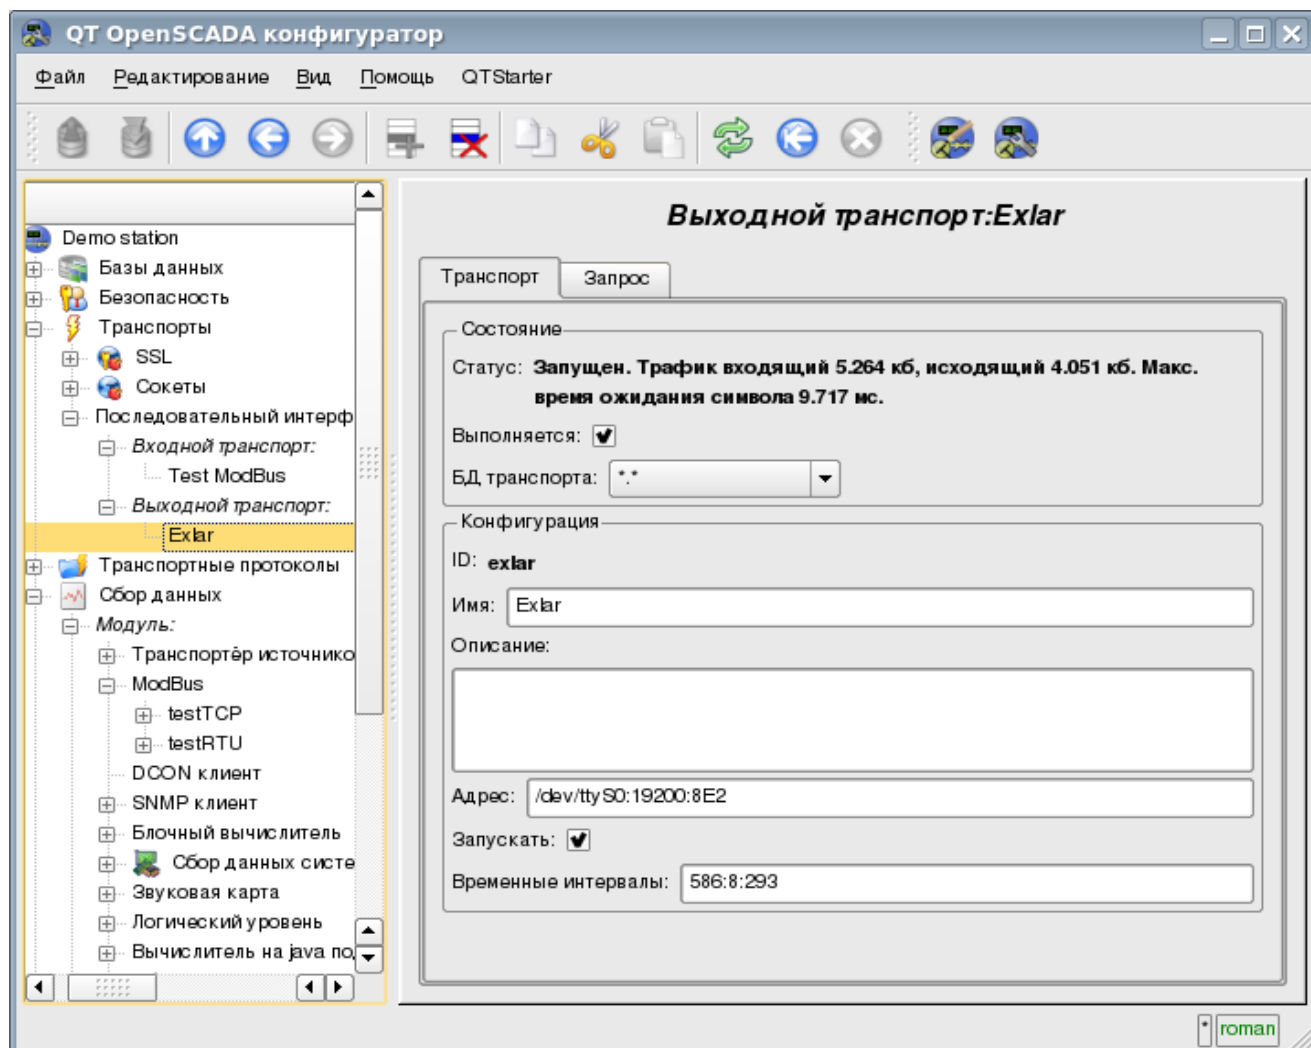 QT OpenSCADA конфигуратор
Файл Редактирование Вид Помощь QTStarter
Demo station
Базы данных
Безопасность
Транспорты
SSL
Сокеты
Последовательный интерф
Входной транспорт:
Test ModBus
Выходной транспорт:
Exlar
Транспортные протоколы
Сбор данных
Модуль:
Транспортёр источнико
ModBus
testTCP
testRTU
DCON клиент
SNMP клиент
Блочный вычислитель
Сбор данных систе
Звуковая карта
Логический уровень
Вычислитель на java по
Выходной транспорт:Exlar
Транспорт Запрос
Состояние
Статус: Запущен. Трафик входящий 5.264 кб, исходящий 4.051 кб. Макс.
время ожидания символа 9.717 мс.
Выполняется:
БД транспорта: *.*
Конфигурация
ID: exlar
Имя: Exlar
Описание:
Адрес: /dev/ttyS0:19200:8E2
Запускать:
Временные интервалы: 586:8:293
* roman